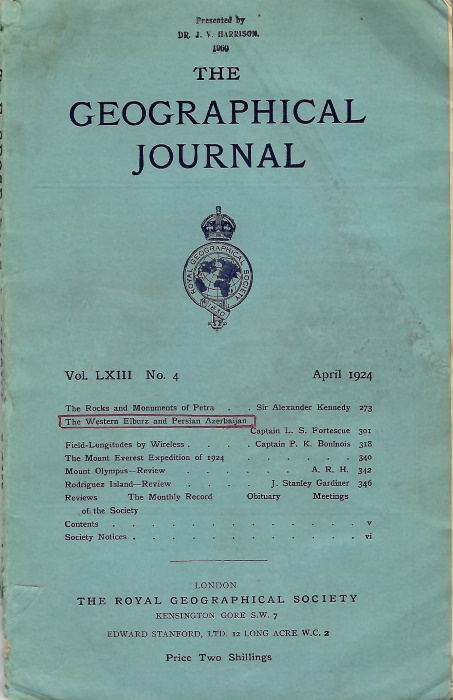 Presented by
DR. J. V. HARRISON.
1960
THE
GEOGRAPHICAL
JOURNAL
ROYAL GEOGRAPHICAL SOCIETY
1830
Vol. LXIII No. 4 April 1924
The Rocks and Monuments of Petra . . Sir Alexander Kennedy 273
The Western Elburz and Persian Azerbaijan
Captain L. S. Fortescue 301
Field-Longitudes by Wireless . . . Captain P. K. Boulnois 318
The Mount Everest Expedition of 1924 . . . . . . 340
Mount Olympus—Review . . . . A. R. H. 342
Rodriguez Island—Review . . . J. Stanley Gardiner 346
Reviews The Monthly Record Obituary Meetings
of the Society
Contents . . . . . . . . . . . v
Society Notices . . . . . . . . . . vi
LONDON
THE ROYAL GEOGRAPHICAL SOCIETY
KENSINGTON GORE S.W. 7
EDWARD STANFORD, LTD. 12 LONG ACRE W.C. 2
Price Two Shillings